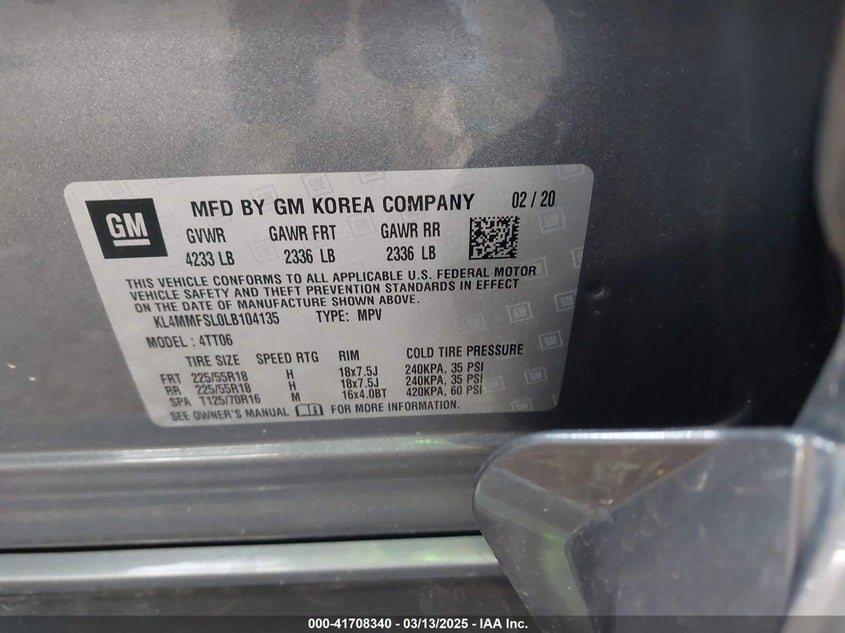 GM
MFD BY GM KOREA COMPANY 02 / 20
GVWR GAWR FRT GAWR RR
4233 LB 2336 LB 2336 LB
THIS VEHICLE CONFORMS TO ALL APPLICABLE U.S. FEDERAL MOTOR
VEHICLE SAFETY AND THEFT PREVENTION STANDARDS IN EFFECT
ON THE DATE OF MANUFACTURE SHOWN ABOVE.
KL4MMFSL0LB104135 TYPE: MPV
MODEL : 4TT06
TIRE SIZE SPEED RTG RIM COLD TIRE PRESSURE
FRT 225/55R18 H 18x7.5J 240KPA, 35 PSI
RR 225/55R18 H 18x7.5J 240KPA, 35 PSI
SPA T125/70R16 M 16x4.0BT 420KPA, 60 PSI
SEE OWNER'S MANUAL FOR MORE INFORMATION.
000-41708340 - 03/13/2025 - IAA Inc.